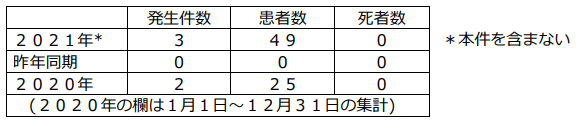 発生件数 患者数 死者数
２０２１年* ３ ４９ ０ ＊本件を含まない
昨年同期 ０ ０ ０
２０２０年 ２ ２５ ０
(２０２０年の欄は１月１日～１２月３１日の集計)